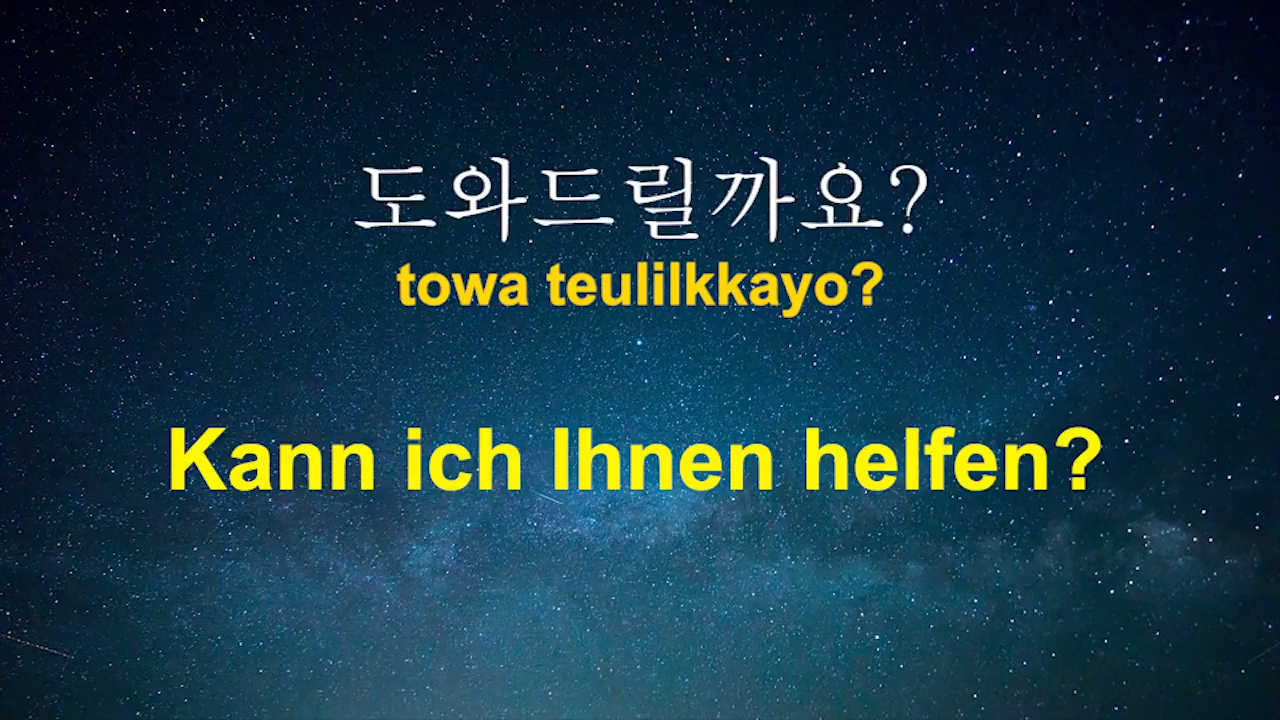 도와드릴까요?
towa teulilkkayo?
Kann ich Ihnen helfen?